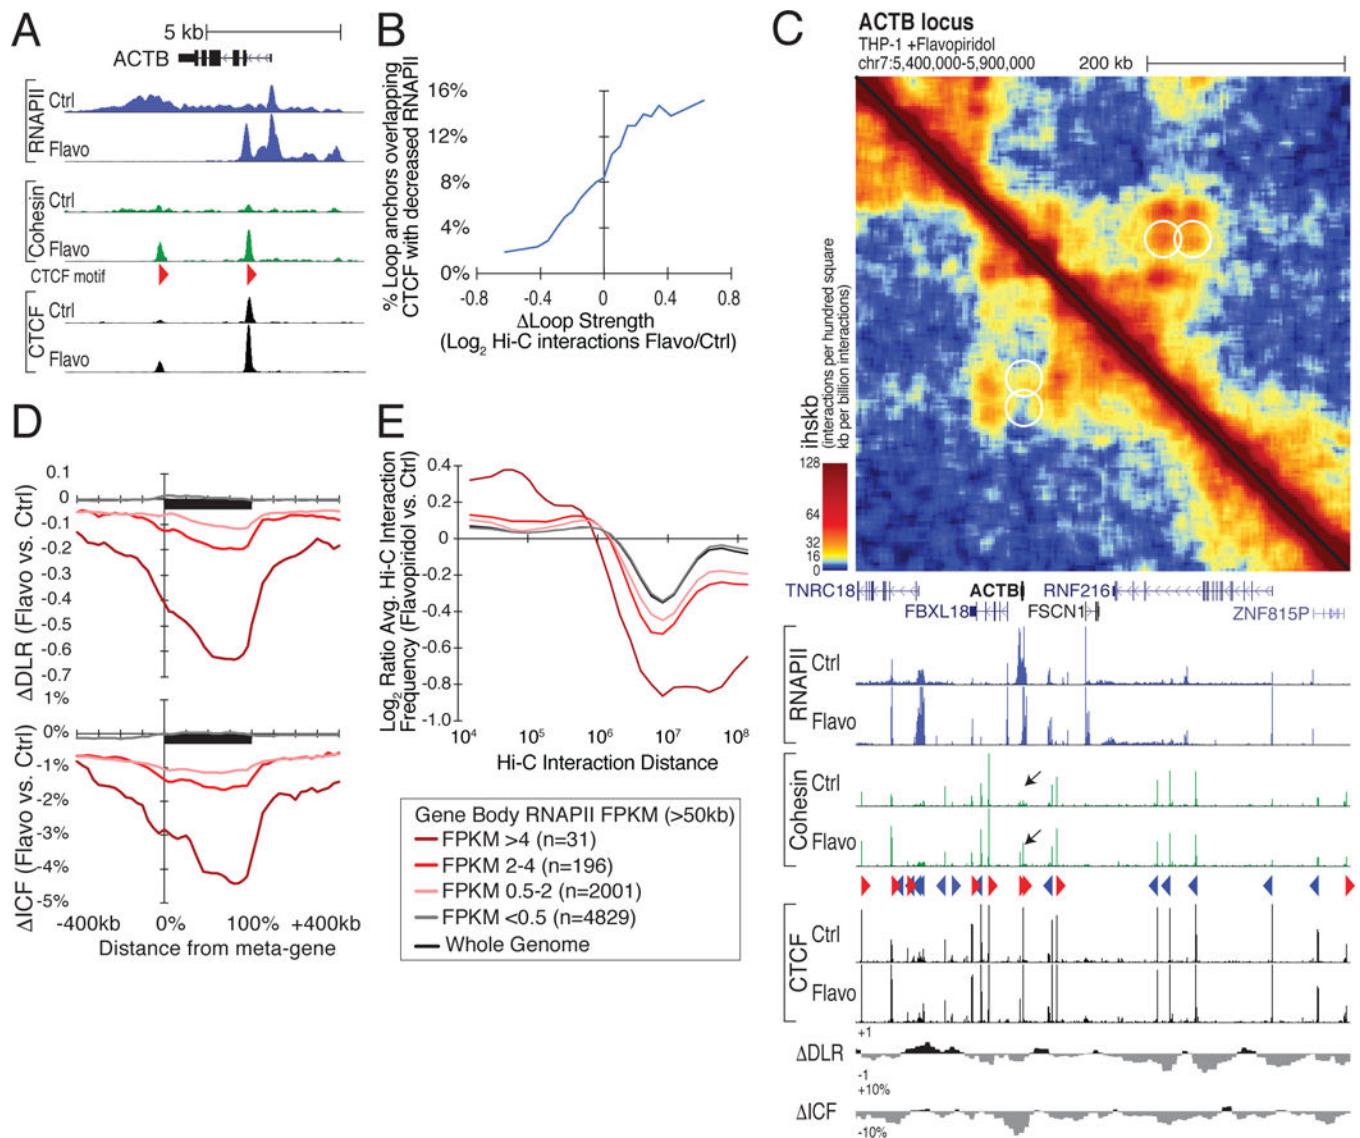 A
5 kb
ACTB
RNAPII
Ctrl
Flavo
Cohesin
Ctrl
Flavo
CTCF motif
CTCF
Ctrl
Flavo
B
% Loop anchors overlapping
CTCF with decreased RNAPII
16%
12%
8%
4%
0%
-0.8
-0.4
0
0.4
0.8
ΔLoop Strength
(Log2 Hi-C interactions Flavo/Ctrl)
C
ACTB locus
THP-1 +Flavopiridol
chr7:5,400,000-5,900,000
200 kb
ihskb
(interactions per hundred square
kb per billion interactions)
128
64
32
16
0
TNRC18
ACTB
RNF216
FBXL18
FSCN1
ZNF815P
RNAPII
Ctrl
Flavo
Cohesin
Ctrl
Flavo
CTCF
Ctrl
Flavo
+1
ΔDLR
-1
+10%
ΔICF
-10%
D
ΔDLR (Flavo vs. Ctrl)
0.1
0
-0.1
-0.2
-0.3
-0.4
-0.5
-0.6
-0.7
ΔICF (Flavo vs. Ctrl)
1%
0%
-1%
-2%
-3%
-4%
-5%
-400kb
0%
100%
+400kb
Distance from meta-gene
E
Log2 Ratio Avg. Hi-C Interaction
Frequency (Flavopiridol vs. Ctrl)
0.4
0.2
0
-0.2
-0.4
-0.6
-0.8
-1.0
10^4
10^5
10^6
10^7
10^8
Hi-C Interaction Distance
Gene Body RNAPII FPKM (>50kb)
FPKM >4 (n=31)
FPKM 2-4 (n=196)
FPKM 0.5-2 (n=2001)
FPKM <0.5 (n=4829)
Whole Genome